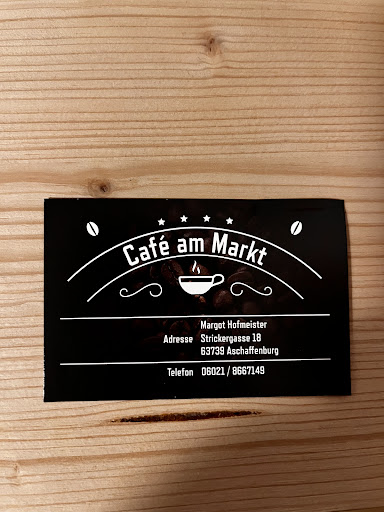 Café am Markt
Margot Hofmeister
Adresse Strickergasse 18
63739 Aschaffenburg
Telefon 06021 / 8667149